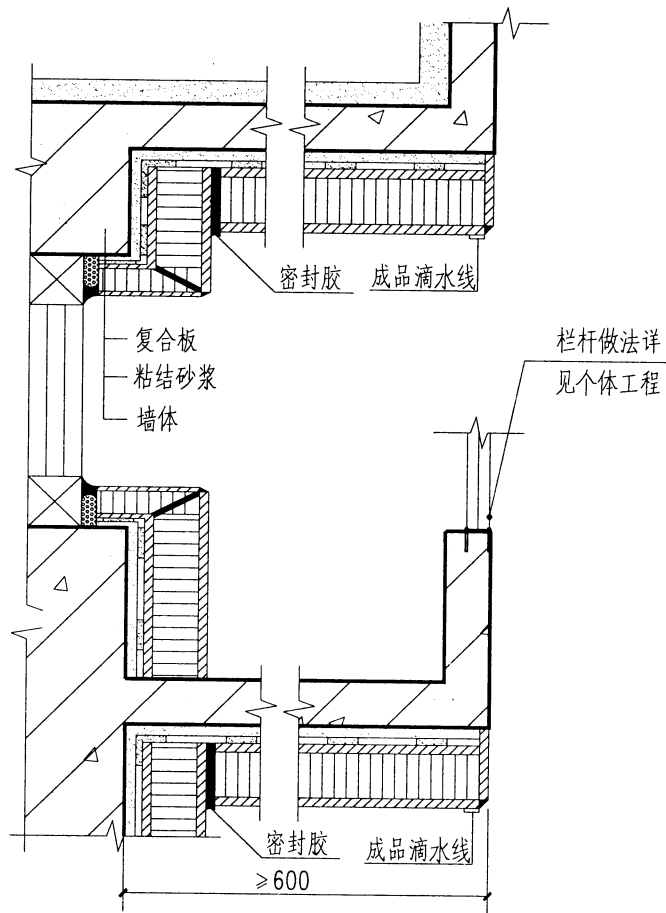 密封胶
成品滴水线
复合板
粘结砂浆
墙体
栏杆做法详
见个体工程
密封胶
成品滴水线
≥600